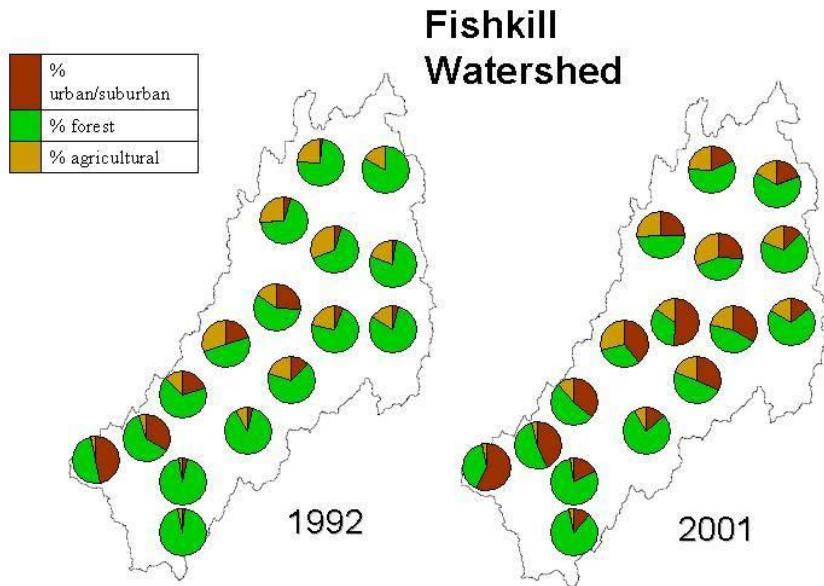 Fishkill
Watershed
%
urban/suburban
% forest
% agricultural
1992
2001